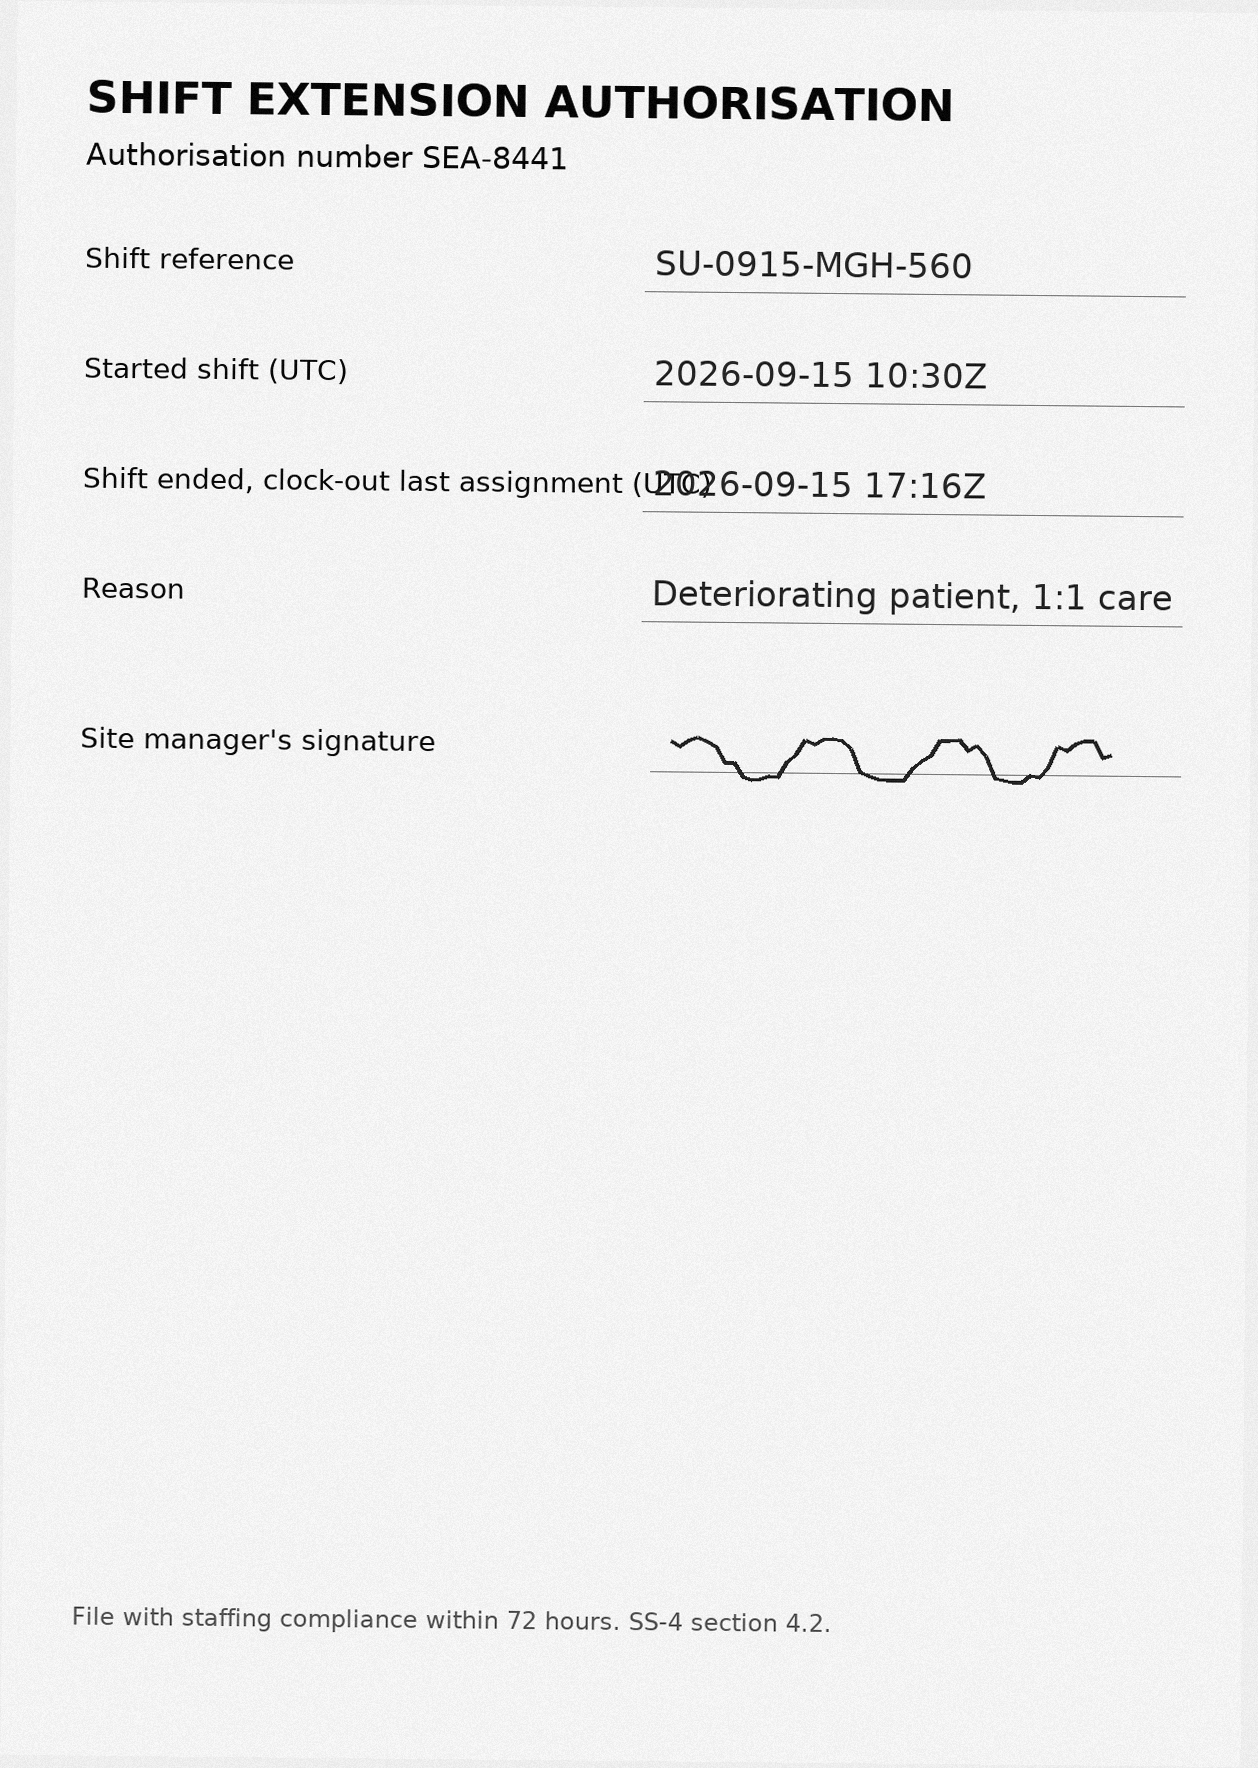 SHIFT EXTENSION AUTHORISATION
Authorisation number SEA-8441
Shift reference SU-0915-MGH-560
Started shift (UTC) 2026-09-15 10:30Z
Shift ended, clock-out last assignment (UTC) 2026-09-15 17:16Z
Reason Deteriorating patient, 1:1 care
Site manager's signature
File with staffing compliance within 72 hours. SS-4 section 4.2.